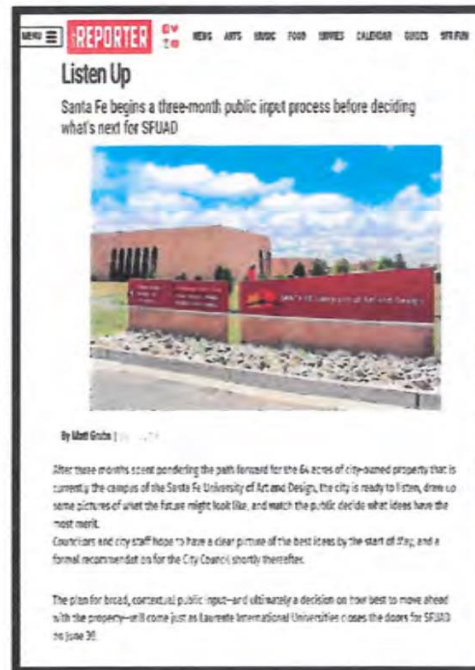 MENU
REPORTER NEWS ARTS MUSIC FOOD MOVIES CALENDAR GUIDES SFR FUN
Listen Up
Santa Fe begins a three-month public input process before deciding
what's next for SFUAD
of Art and Design
By Matt Grubs |
After three months spent pondering the path forward for the 64 acres of city-owned property that is
currently the campus of the Santa Fe University of Art and Design, the city is ready to listen, draw up
some pictures of what the future might look like, and watch the public decide what ideas have the
most merit.
Councilors and city staff hope to have a clear picture of the best ideas by the start of May, and a
formal recommendation for the City Council shortly thereafter.
The plan for broad, contextual public input—and ultimately a decision on how best to move ahead
with the property—will come just as Laureate International Universities closes the doors for SFUAD
on June 30.